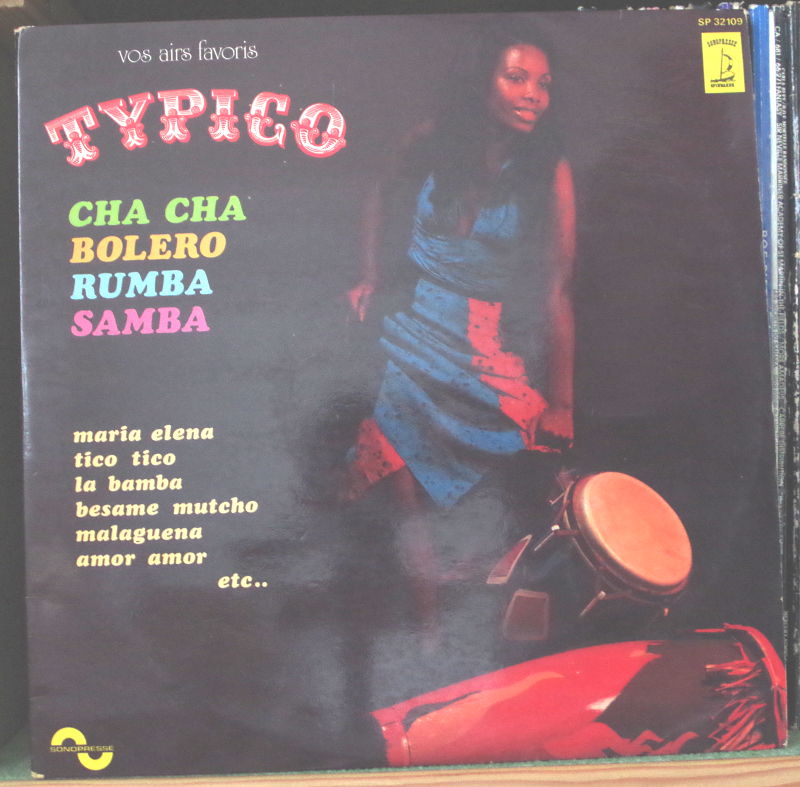 SP 32109
vos airs favoris
SONOPRESSE
SPINNAKER
TYPICO
CHA CHA
BOLERO
RUMBA
SAMBA
maria elena
tico tico
la bamba
besame mutcho
malaguena
amor amor
etc..
SONOPRESSE